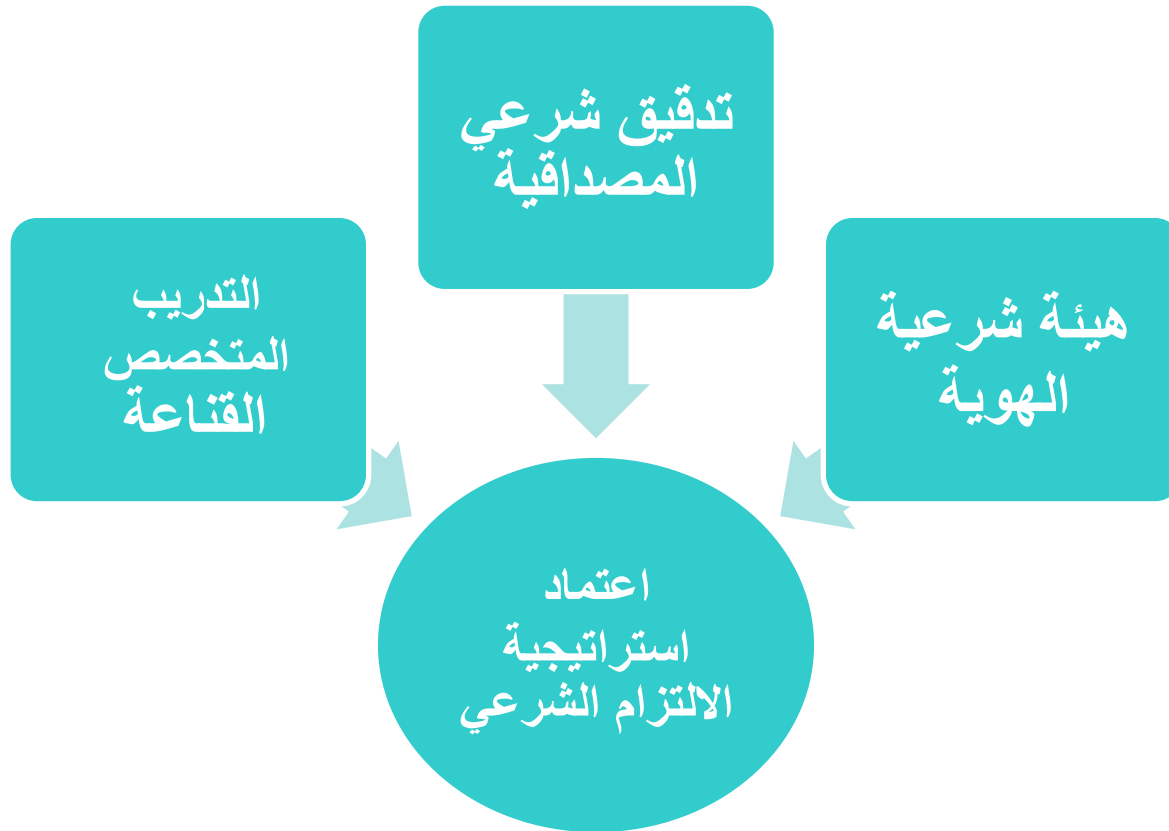 تدقيق شرعي
المصداقية
هيئة شرعية
الهوية
التدريب
المتخصص
القناعة
اعتماد
استراتيجية
الالتزام الشرعي